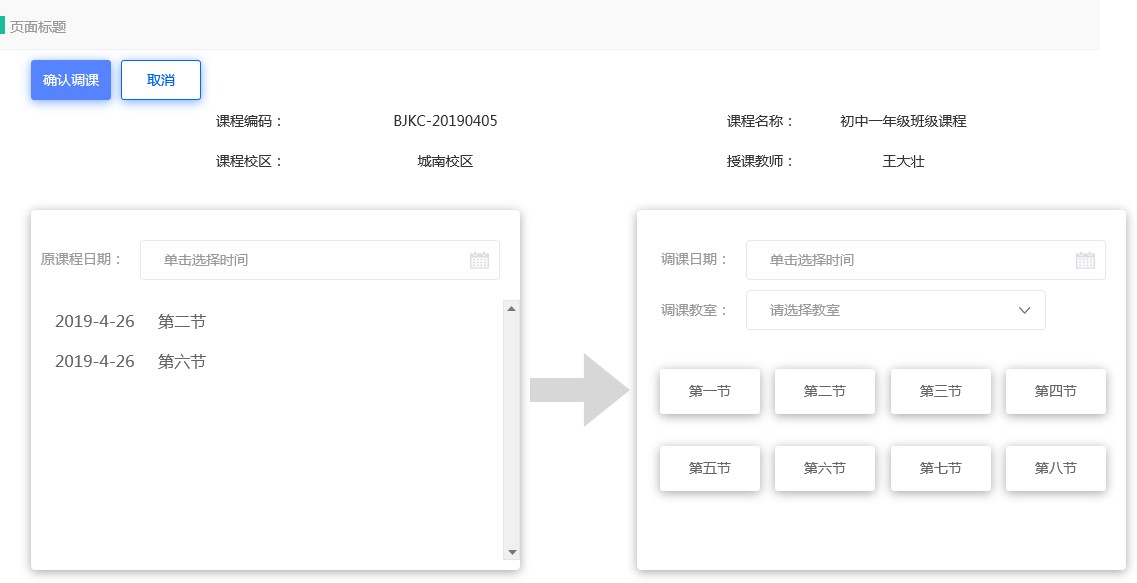 页面标题
确认调课 取消
课程编码： BJKC-20190405 课程名称： 初中一年级班级课程
课程校区： 城南校区 授课教师： 王大壮
原课程日期： 单击选择时间
2019-4-26 第二节
2019-4-26 第六节
调课日期： 单击选择时间
调课教室： 请选择教室
第一节 第二节 第三节 第四节
第五节 第六节 第七节 第八节